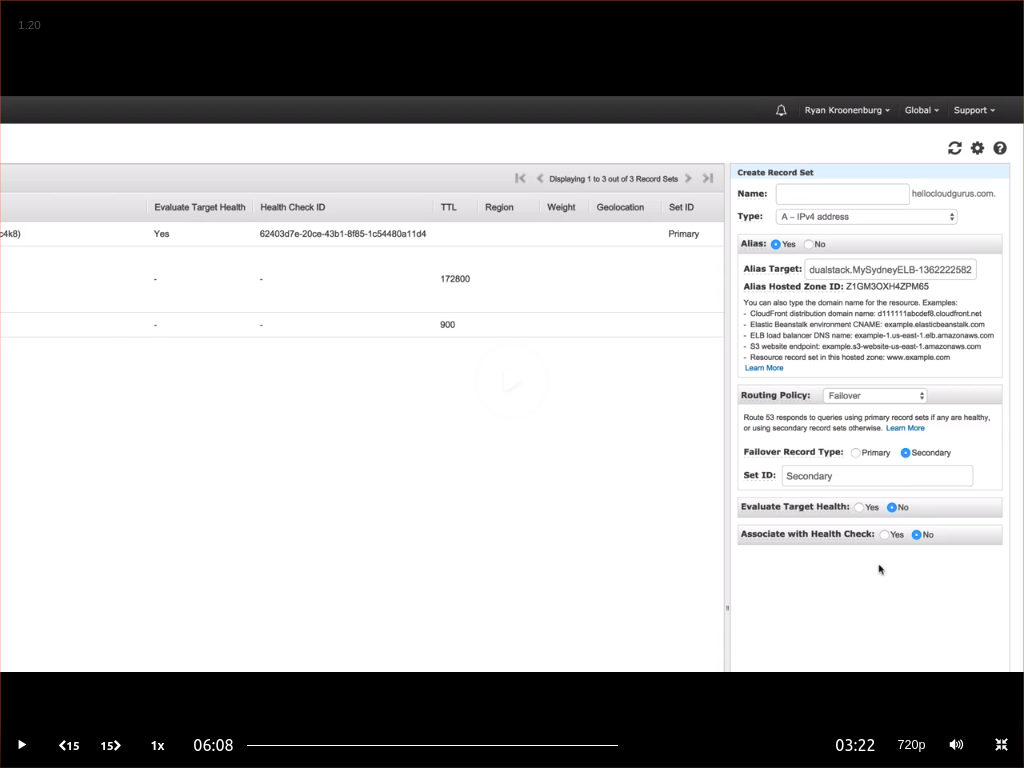 1.20
Ryan Kroonenburg Global Support
Displaying 1 to 3 out of 3 Record Sets
Evaluate Target Health Health Check ID TTL Region Weight Geolocation Set ID
c4k8) Yes 62403d7e-20ce-43b1-8f85-1c54480a11d4 Primary
- - 172800
- - 900
Create Record Set
Name: hellocloudgurus.com.
Type: A – IPv4 address
Alias: Yes No
Alias Target: dualstack.MySydneyELB-1362222582
Alias Hosted Zone ID: Z1GM3OXH4ZPM65
You can also type the domain name for the resource. Examples:
- CloudFront distribution domain name: d111111abcdef8.cloudfront.net
- Elastic Beanstalk environment CNAME: example.elasticbeanstalk.com
- ELB load balancer DNS name: example-1.us-east-1.elb.amazonaws.com
- S3 website endpoint: example.s3-website-us-east-1.amazonaws.com
- Resource record set in this hosted zone: www.example.com
Learn More
Routing Policy: Failover
Route 53 responds to queries using primary record sets if any are healthy,
or using secondary record sets otherwise. Learn More
Failover Record Type: Primary Secondary
Set ID: Secondary
Evaluate Target Health: Yes No
Associate with Health Check: Yes No
15 15 1x 06:08 03:22 720p